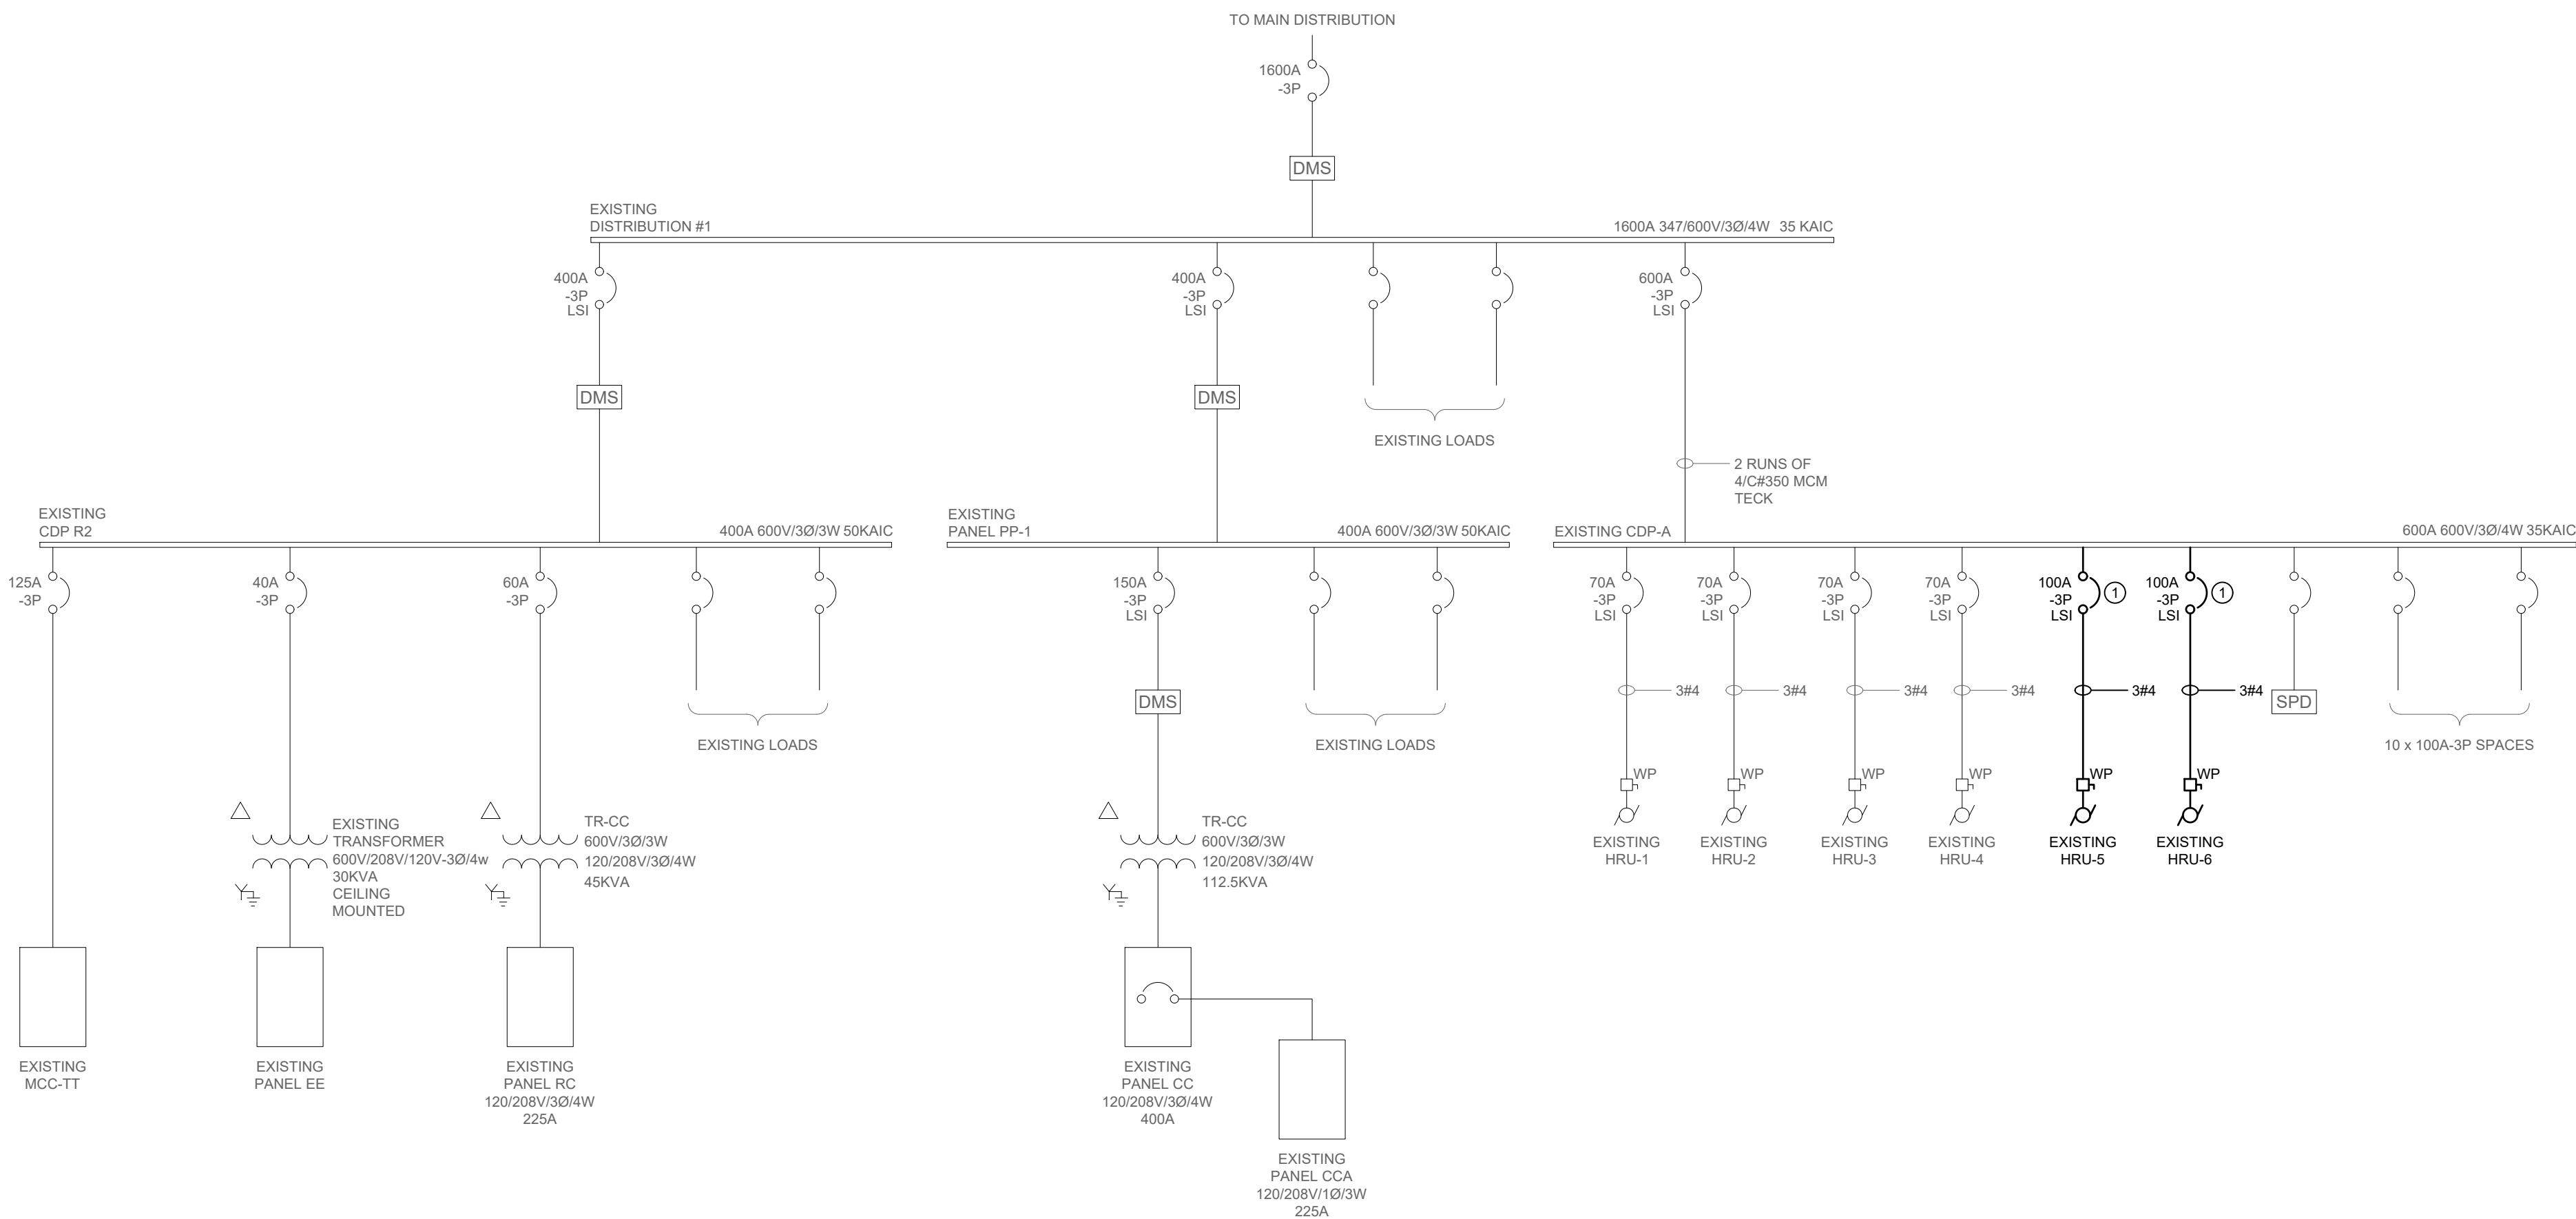 TO MAIN DISTRIBUTION
1600A
-3P
DMS
EXISTING
DISTRIBUTION #1
1600A 347/600V/3Ø/4W 35 KAIC
400A
-3P
LSI
400A
-3P
LSI
600A
-3P
LSI
DMS
DMS
EXISTING LOADS
2 RUNS OF
4/C#350 MCM
TECK
EXISTING
CDP R2
400A 600V/3Ø/3W 50KAIC
EXISTING
PANEL PP-1
400A 600V/3Ø/3W 50KAIC
EXISTING CDP-A
600A 600V/3Ø/4W 35KAIC
125A
-3P
40A
-3P
60A
-3P
150A
-3P
LSI
70A
-3P
LSI
70A
-3P
LSI
70A
-3P
LSI
70A
-3P
LSI
100A
-3P
LSI
1
100A
-3P
LSI
1
DMS
3#4
3#4
3#4
3#4
3#4
3#4
SPD
EXISTING LOADS
EXISTING LOADS
10 x 100A-3P SPACES
WP
WP
WP
WP
WP
WP
EXISTING
TRANSFORMER
600V/208V/120V-3Ø/4w
30KVA
CEILING
MOUNTED
TR-CC
600V/3Ø/3W
120/208V/3Ø/4W
45KVA
TR-CC
600V/3Ø/3W
120/208V/3Ø/4W
112.5KVA
EXISTING
HRU-1
EXISTING
HRU-2
EXISTING
HRU-3
EXISTING
HRU-4
EXISTING
HRU-5
EXISTING
HRU-6
EXISTING
MCC-TT
EXISTING
PANEL EE
EXISTING
PANEL RC
120/208V/3Ø/4W
225A
EXISTING
PANEL CC
120/208V/3Ø/4W
400A
EXISTING
PANEL CCA
120/208V/1Ø/3W
225A